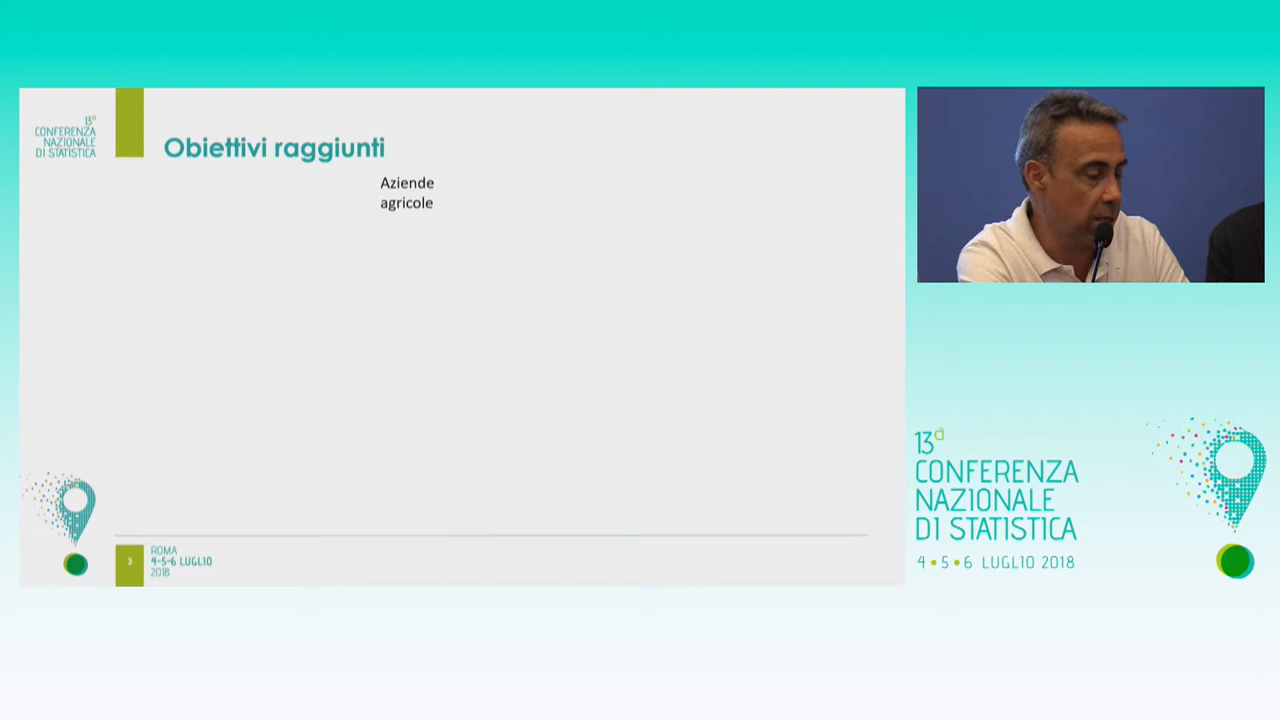 13a
CONFERENZA
NAZIONALE
DI STATISTICA
Obiettivi raggiunti
Aziende
agricole
3
ROMA
4-5-6 LUGLIO
2018
13a
CONFERENZA
NAZIONALE
DI STATISTICA
4•5•6 LUGLIO 2018